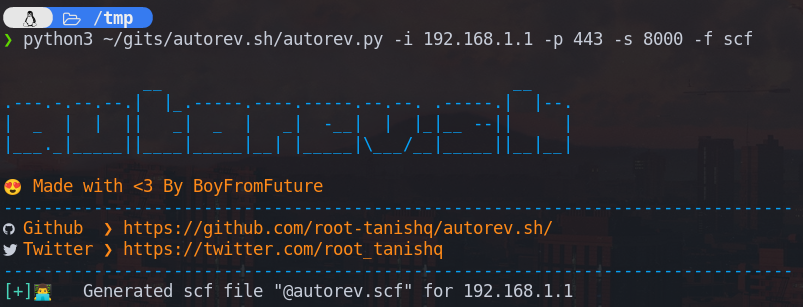 /tmp
❯ python3 ~/gits/autorev.sh/autorev.py -i 192.168.1.1 -p 443 -s 8000 -f scf
autorev.sh
😍 Made with <3 By BoyFromFuture
Github ❯ https://github.com/root-tanishq/autorev.sh/
Twitter ❯ https://twitter.com/root_tanishq
[+]👨‍💻 Generated scf file "@autorev.scf" for 192.168.1.1